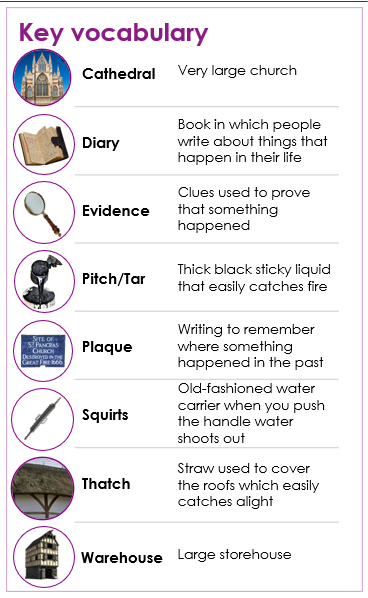 Key vocabulary
Cathedral
Very large church
Diary
Book in which people
write about things that
happen in their life
Evidence
Clues used to prove
that something
happened
Pitch/Tar
Thick black sticky liquid
that easily catches fire
SITE OF
ST PANCRAS
CHURCH
DESTROYED IN THE
GREAT FIRE 1666
Plaque
Writing to remember
where something
happened in the past
Squirts
Old-fashioned water
carrier when you push
the handle water
shoots out
Thatch
Straw used to cover
the roofs which easily
catches alight
Warehouse
Large storehouse